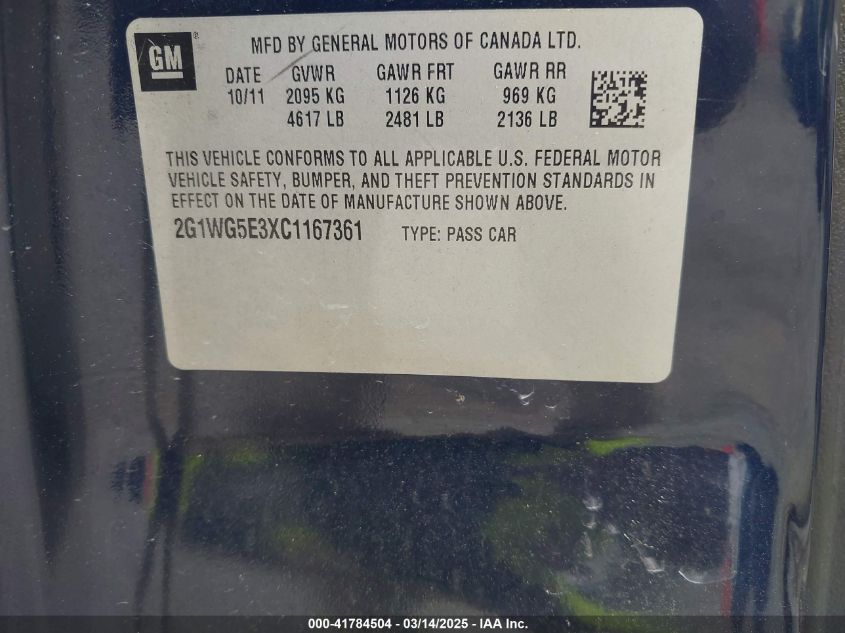 GM
MFD BY GENERAL MOTORS OF CANADA LTD.
DATE GVWR GAWR FRT GAWR RR
10/11 2095 KG 1126 KG 969 KG
4617 LB 2481 LB 2136 LB
THIS VEHICLE CONFORMS TO ALL APPLICABLE U.S. FEDERAL MOTOR
VEHICLE SAFETY, BUMPER, AND THEFT PREVENTION STANDARDS IN
EFFECT ON THE DATE OF MANUFACTURE SHOWN ABOVE.
2G1WG5E3XC1167361 TYPE: PASS CAR
000-41784504 - 03/14/2025 - IAA Inc.